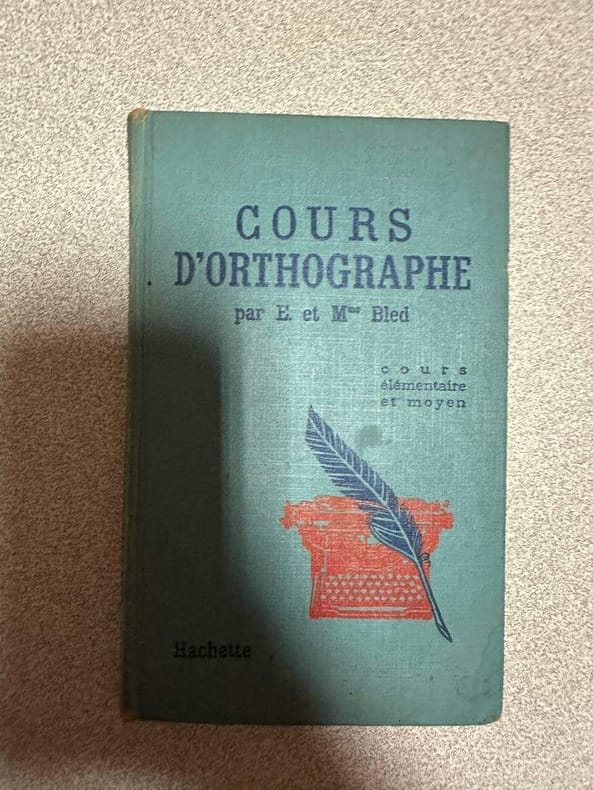 COURS
D'ORTHOGRAPHE
par E. et Mme Bled
cours
élémentaire
et moyen
Hachette